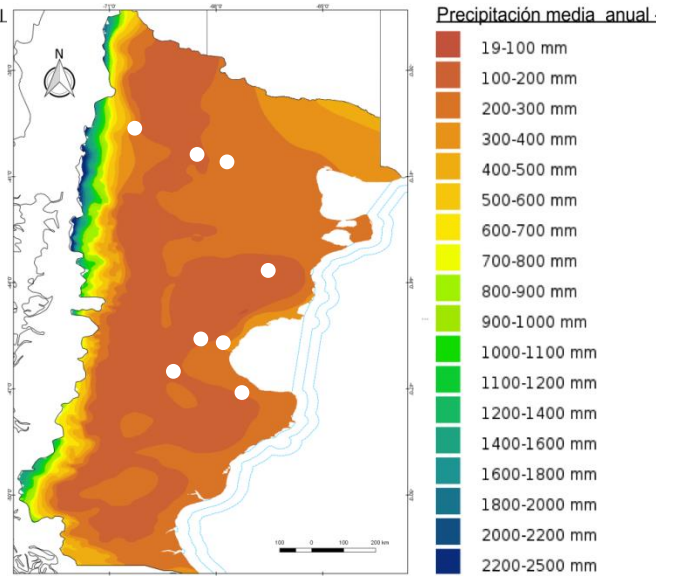 Precipitación media anual
N
19-100 mm
100-200 mm
200-300 mm
300-400 mm
400-500 mm
500-600 mm
600-700 mm
700-800 mm
800-900 mm
900-1000 mm
1000-1100 mm
1100-1200 mm
1200-1400 mm
1400-1600 mm
1600-1800 mm
1800-2000 mm
2000-2200 mm
2200-2500 mm
100 0 100 200 km